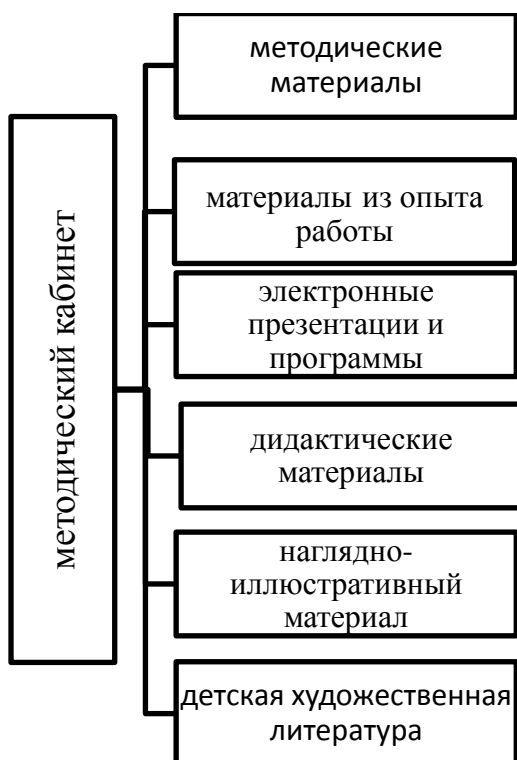 методический кабинет
методические
материалы
материалы из опыта
работы
электронные
презентации и
программы
дидактические
материалы
наглядно-
иллюстративный
материал
детская художественная
литература